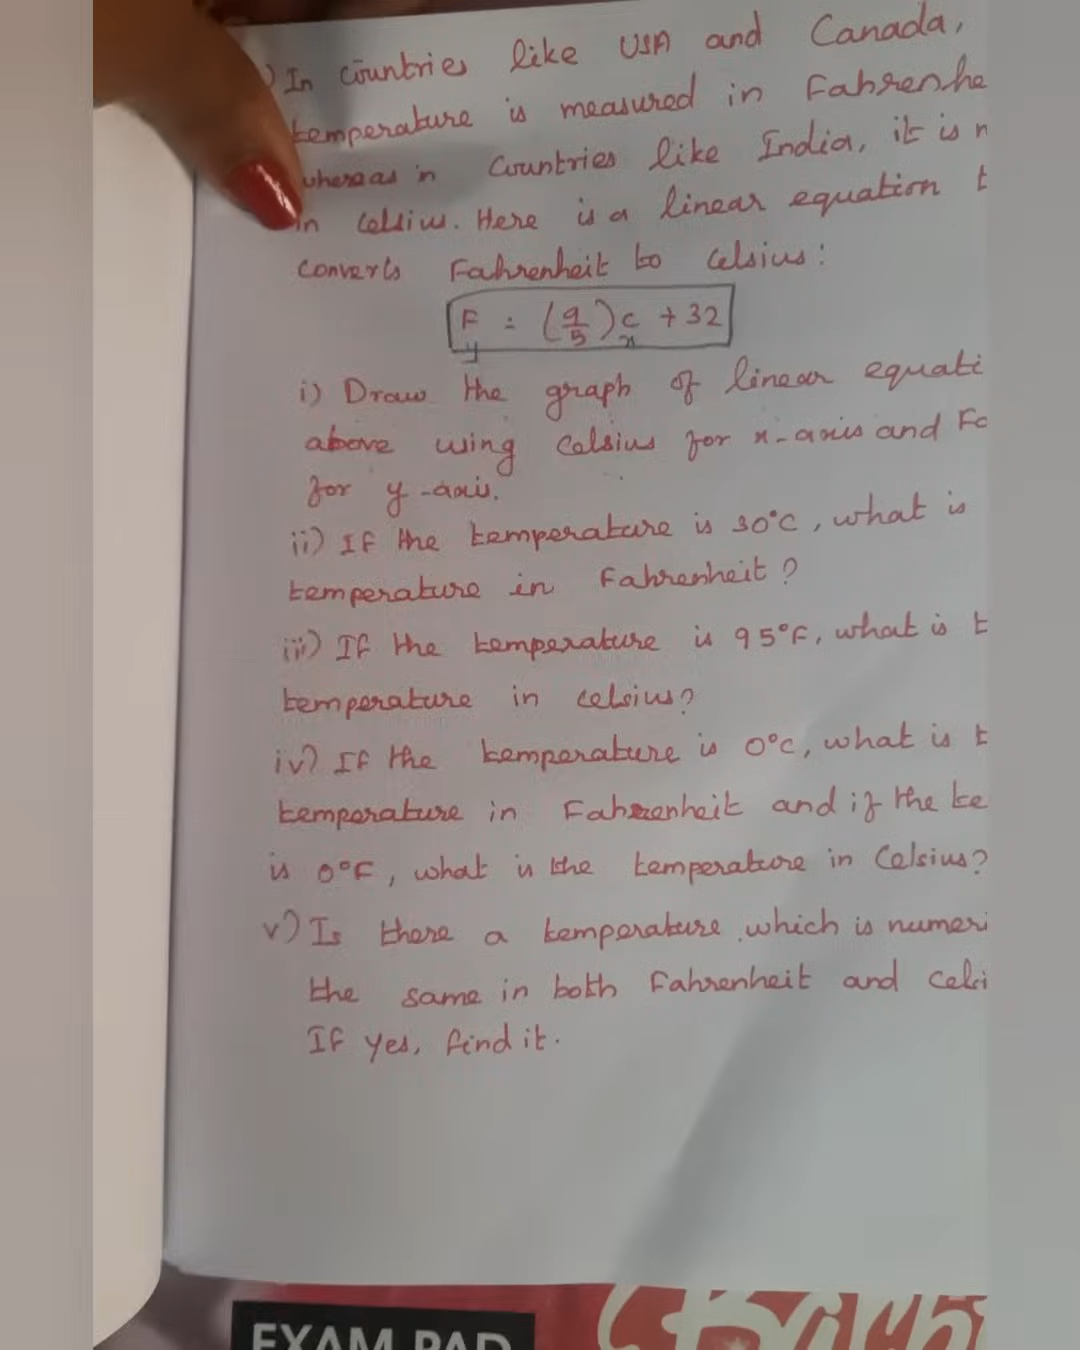 In Countries like USA and Canada,
temperature is measured in Fahrenhe
whereas in Countries like India, it is
in Celsius. Here is a linear equation t
converts Fahrenheit to Celsius:
F = (9/5) C + 32
y x
i) Draw the graph of linear equati
above using Celsius for x-axis and Fa
for y-axis.
ii) If the temperature is 30°C, what is
temperature in Fahrenheit?
iii) If the temperature is 95°F, what is t
temperature in celsius?
iv) If the temperature is 0°C, what is t
temperature in Fahrenheit and if the te
is 0°F, what is the temperature in Celsius?
v) Is there a temperature which is numeri
the same in both Fahrenheit and Celsi
If yes, find it.
EXAM PAD